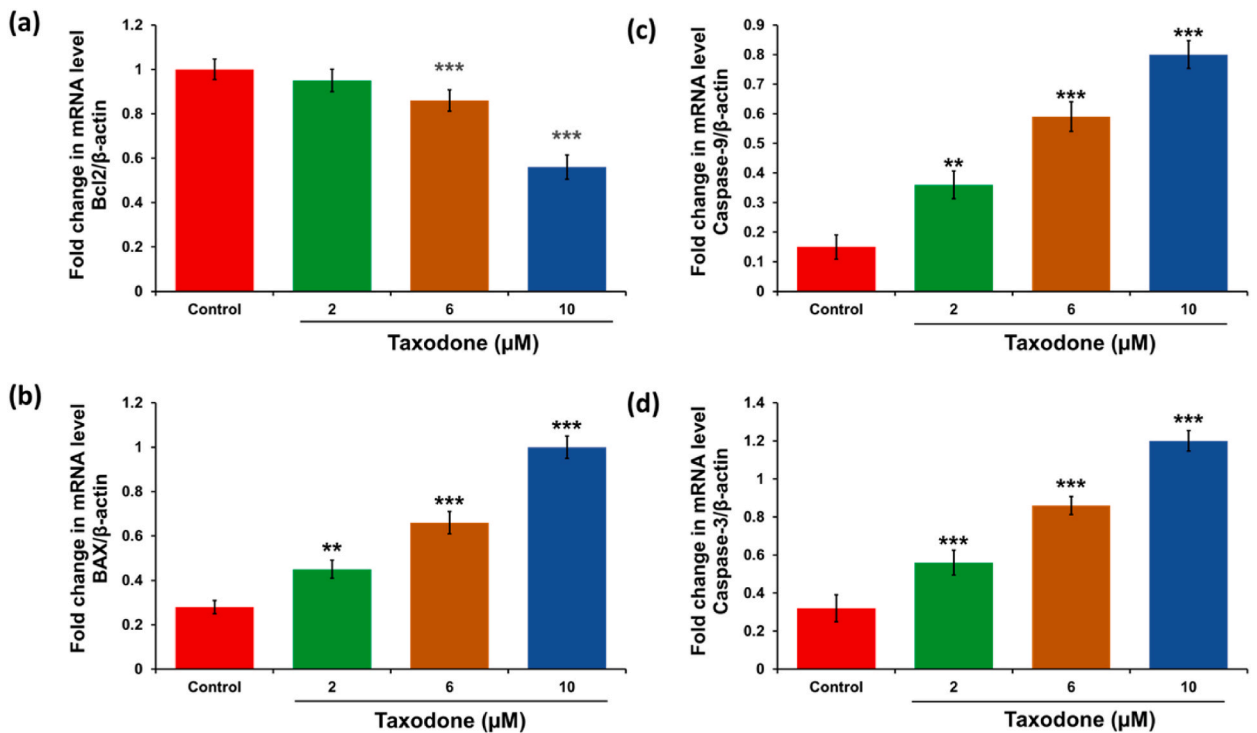 (a)
Fold change in mRNA level
Bcl2/β-actin
1.2
1
0.8
0.6
0.4
0.2
0
***
***
Control
2
6
10
Taxodone (µM)
(c)
Fold change in mRNA level
Caspase-9/β-actin
0.9
0.8
0.7
0.6
0.5
0.4
0.3
0.2
0.1
0
**
***
***
Control
2
6
10
Taxodone (µM)
(b)
Fold change in mRNA level
BAX/β-actin
1.2
1
0.8
0.6
0.4
0.2
0
**
***
***
Control
2
6
10
Taxodone (µM)
(d)
Fold change in mRNA level
Caspase-3/β-actin
1.4
1.2
1
0.8
0.6
0.4
0.2
0
***
***
***
Control
2
6
10
Taxodone (µM)